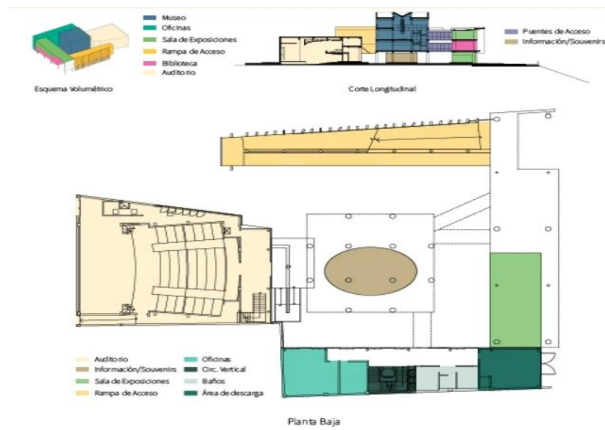 Museo
Oficinas
Sala de Exposiciones
Rampa de Acceso
Biblioteca
Auditorio
Esquema Volumétrico
Puentes de Acceso
Información/Souvenirs
Corte Longitudinal
Auditorio
Información/Souvenirs
Sala de Exposiciones
Rampa de Acceso
Oficinas
Circ. Vertical
Baños
Área de descarga
Planta Baja